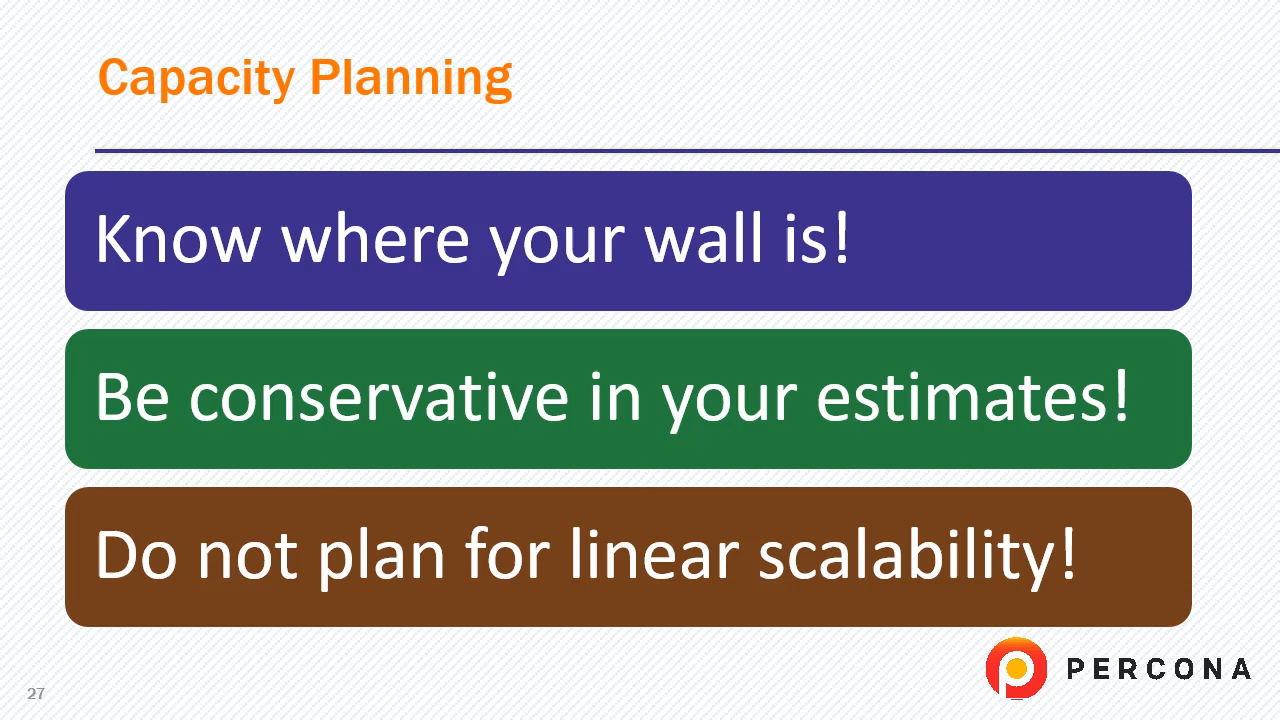 Capacity Planning
Know where your wall is!
Be conservative in your estimates!
Do not plan for linear scalability!
PERCONA
27